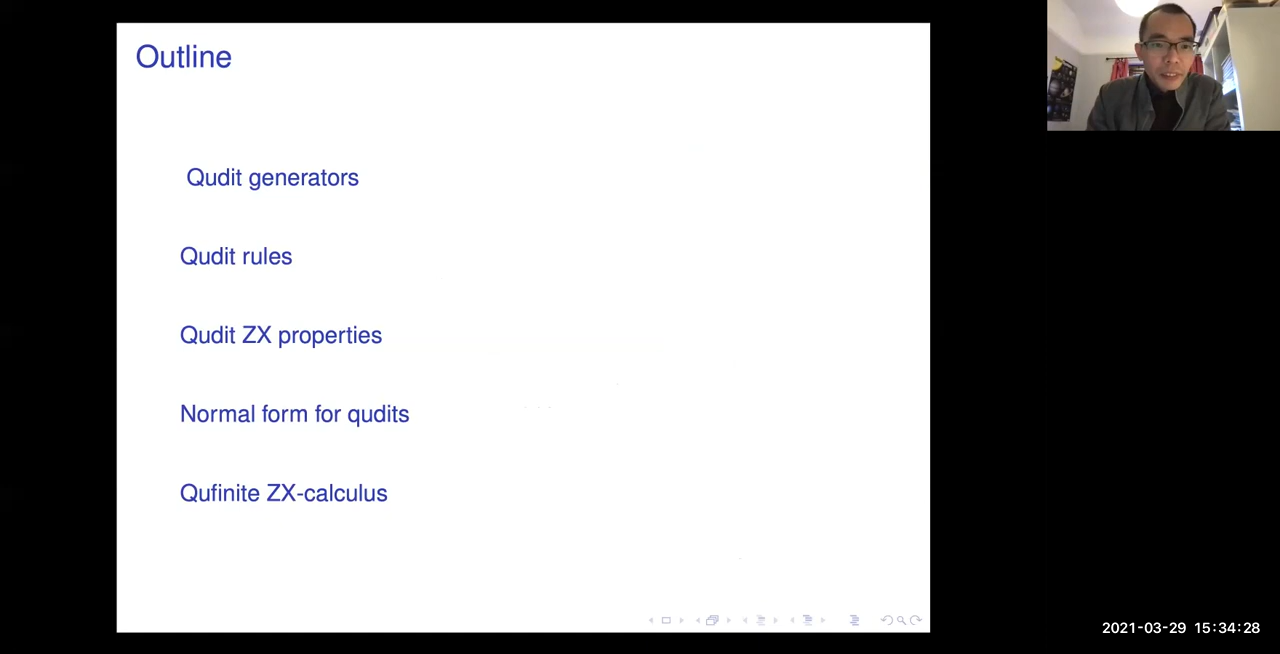 Outline
Qudit generators
Qudit rules
Qudit ZX properties
Normal form for qudits
Qufinite ZX-calculus
2021-03-29 15:34:28